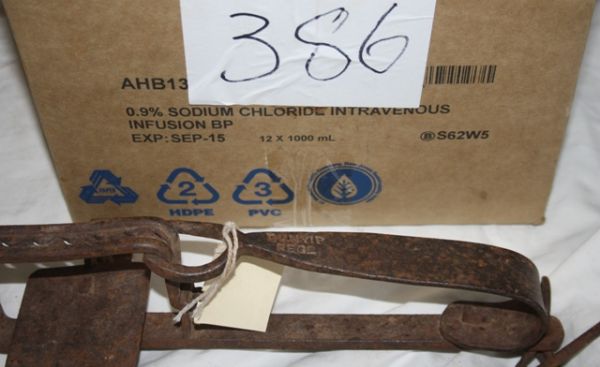 386
AHB13
0.9% SODIUM CHLORIDE INTRAVENOUS
INFUSION BP
EXP: SEP-15 12 X 1000 mL Ⓑ S62W5
2 3
HDPE PVC